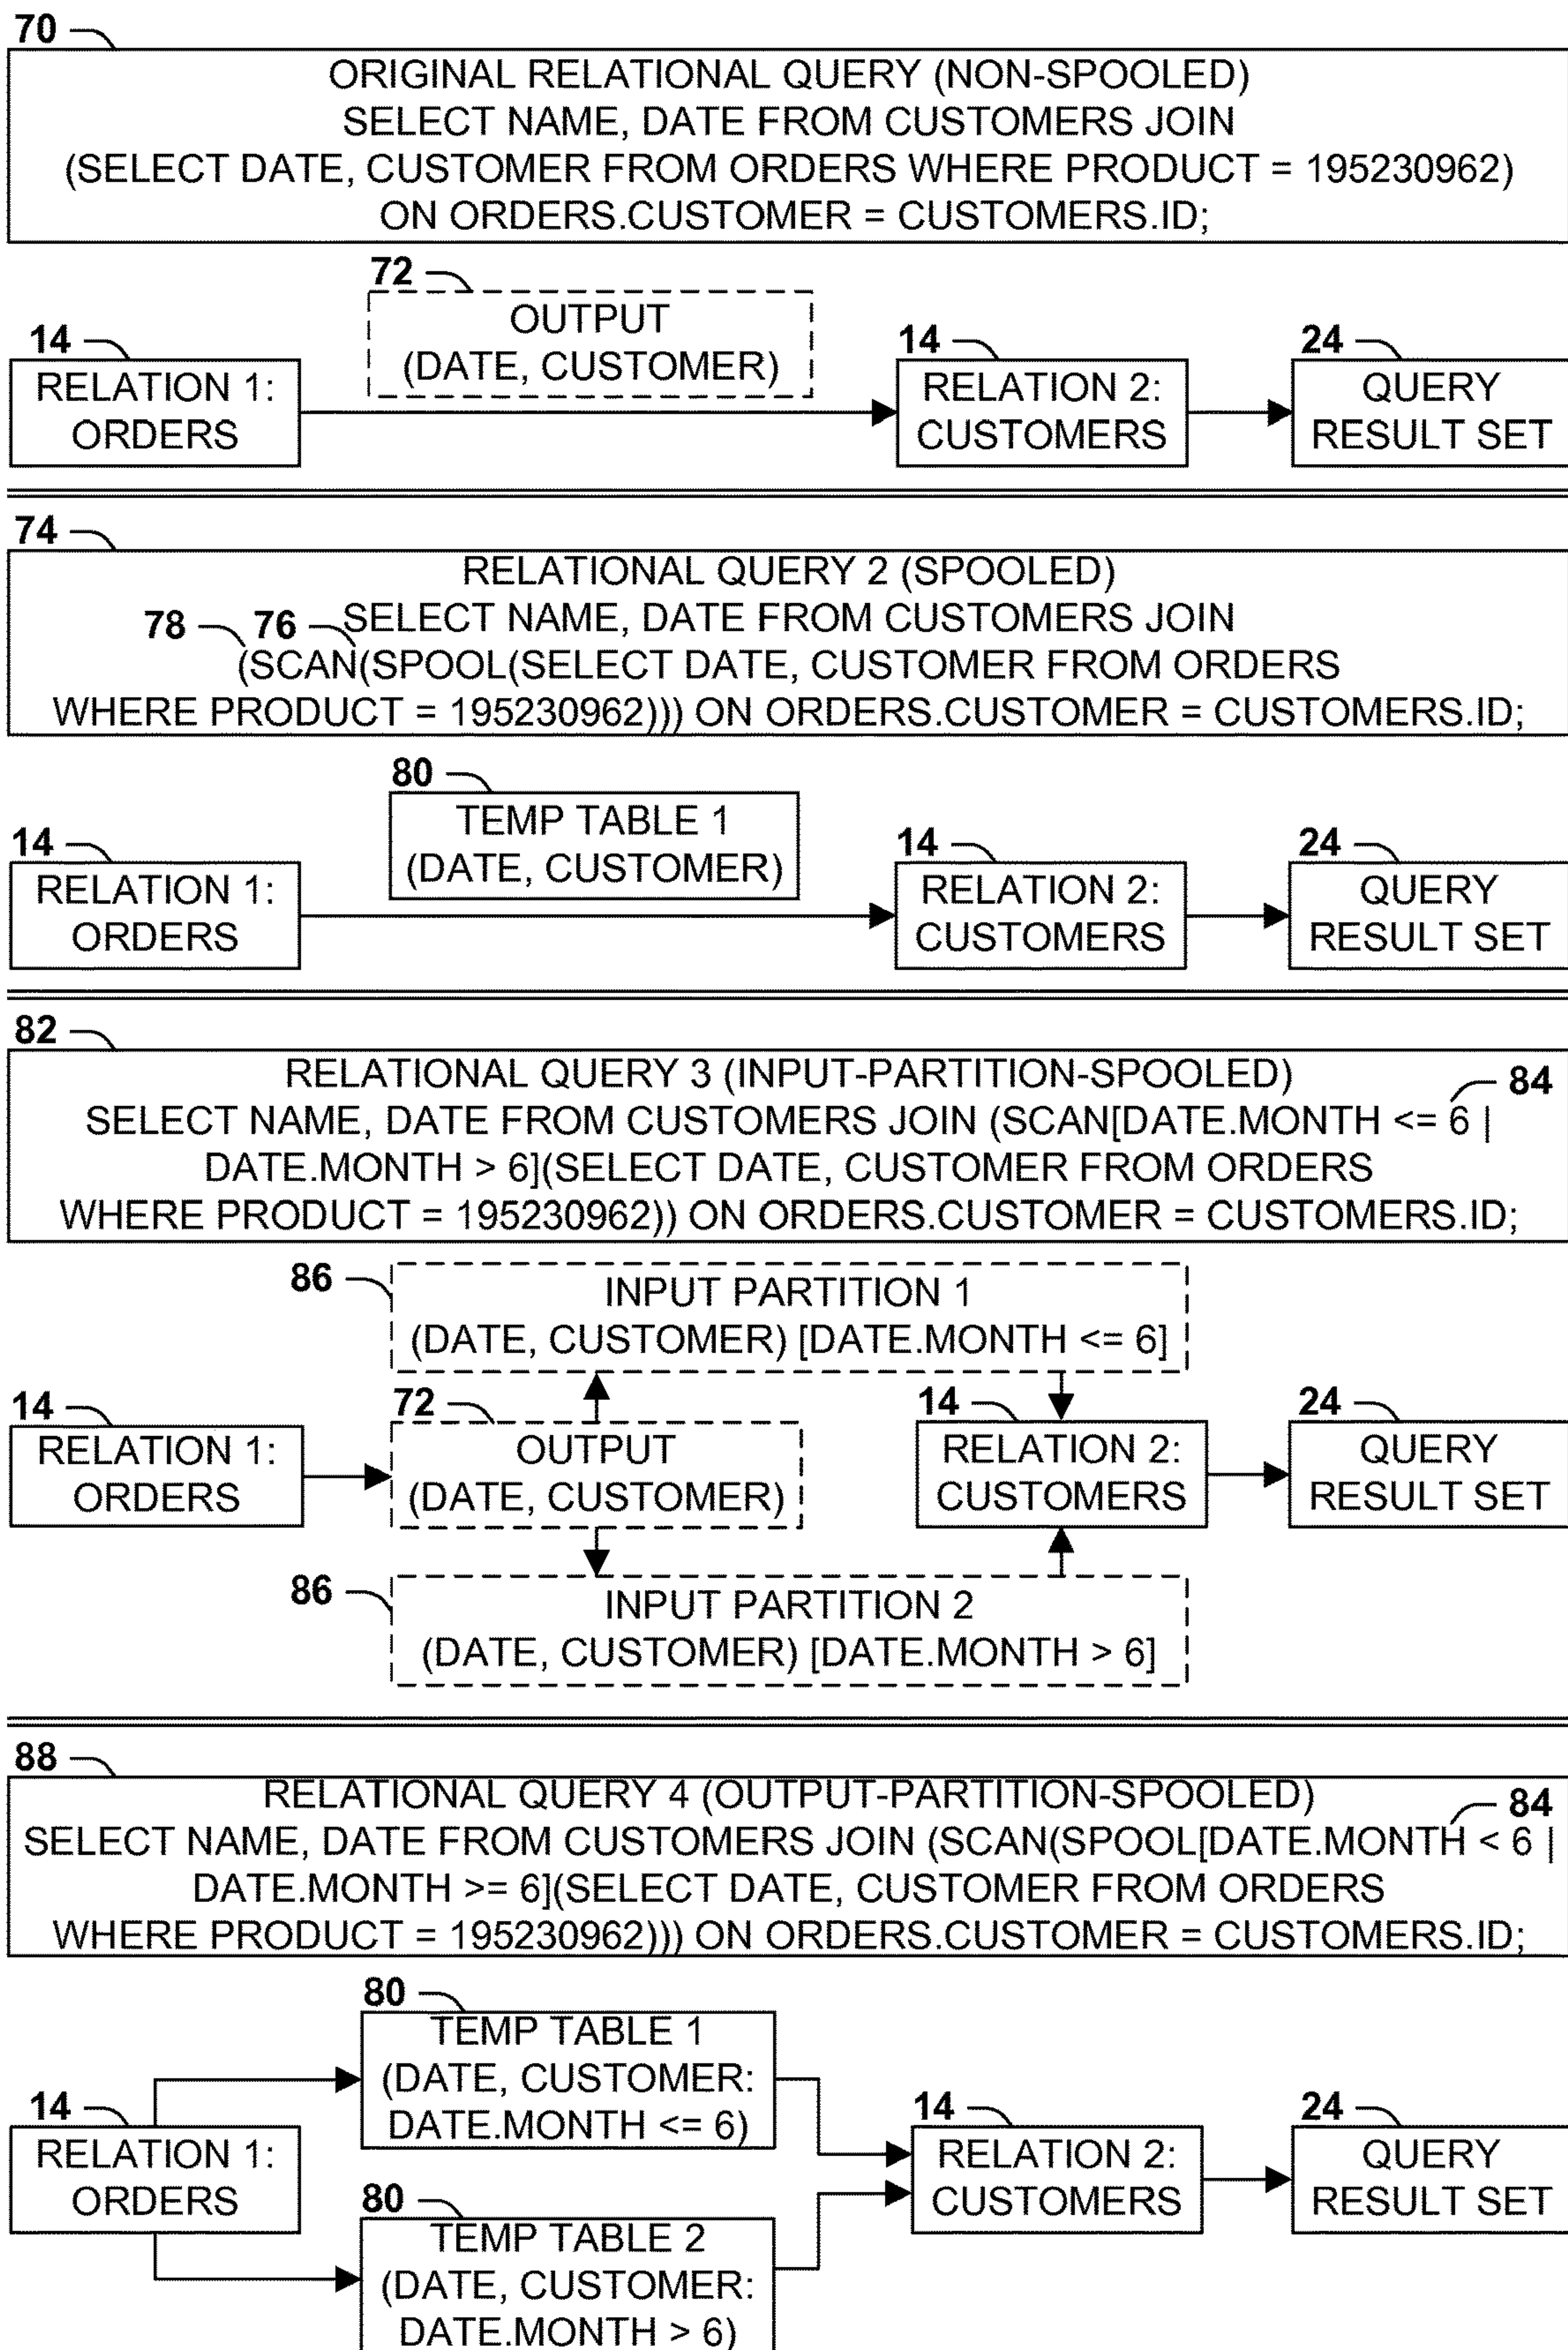 70
ORIGINAL RELATIONAL QUERY (NON-SPOOLED)
SELECT NAME, DATE FROM CUSTOMERS JOIN
(SELECT DATE, CUSTOMER FROM ORDERS WHERE PRODUCT = 195230962)
ON ORDERS.CUSTOMER = CUSTOMERS.ID;
72
OUTPUT
(DATE, CUSTOMER)
14
RELATION 1:
ORDERS
14
RELATION 2:
CUSTOMERS
24
QUERY
RESULT SET
74
RELATIONAL QUERY 2 (SPOOLED)
SELECT NAME, DATE FROM CUSTOMERS JOIN
78 76
(SCAN(SPOOL(SELECT DATE, CUSTOMER FROM ORDERS
WHERE PRODUCT = 195230962))) ON ORDERS.CUSTOMER = CUSTOMERS.ID;
80
TEMP TABLE 1
(DATE, CUSTOMER)
14
RELATION 1:
ORDERS
14
RELATION 2:
CUSTOMERS
24
QUERY
RESULT SET
82
RELATIONAL QUERY 3 (INPUT-PARTITION-SPOOLED)
84
SELECT NAME, DATE FROM CUSTOMERS JOIN (SCAN[DATE.MONTH <= 6 |
DATE.MONTH > 6](SELECT DATE, CUSTOMER FROM ORDERS
WHERE PRODUCT = 195230962)) ON ORDERS.CUSTOMER = CUSTOMERS.ID;
86
INPUT PARTITION 1
(DATE, CUSTOMER) [DATE.MONTH <= 6]
14
RELATION 1:
ORDERS
72
OUTPUT
(DATE, CUSTOMER)
14
RELATION 2:
CUSTOMERS
24
QUERY
RESULT SET
86
INPUT PARTITION 2
(DATE, CUSTOMER) [DATE.MONTH > 6]
88
RELATIONAL QUERY 4 (OUTPUT-PARTITION-SPOOLED)
84
SELECT NAME, DATE FROM CUSTOMERS JOIN (SCAN(SPOOL[DATE.MONTH < 6 |
DATE.MONTH >= 6](SELECT DATE, CUSTOMER FROM ORDERS
WHERE PRODUCT = 195230962))) ON ORDERS.CUSTOMER = CUSTOMERS.ID;
80
TEMP TABLE 1
(DATE, CUSTOMER:
DATE.MONTH <= 6)
14
RELATION 1:
ORDERS
14
RELATION 2:
CUSTOMERS
24
QUERY
RESULT SET
80
TEMP TABLE 2
(DATE, CUSTOMER:
DATE.MONTH > 6)